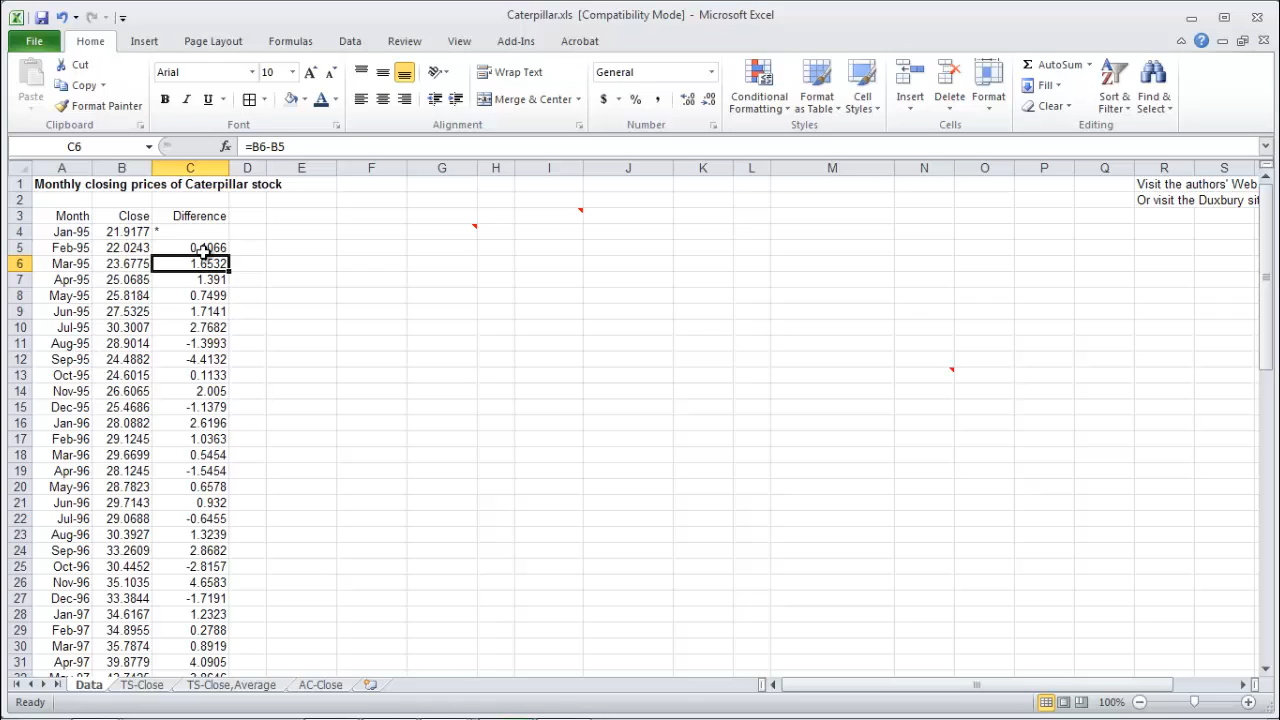 Caterpillar.xls [Compatibility Mode] - Microsoft Excel
File Home Insert Page Layout Formulas Data Review View Add-Ins Acrobat
Paste
Cut
Copy
Format Painter
Clipboard
Arial 10
B I U A
Font
Wrap Text
Merge & Center
Alignment
General
$ % ,
Number
Conditional Formatting
Format as Table
Cell Styles
Styles
Insert
Delete
Format
Cells
Σ AutoSum
Fill
Clear
Sort & Filter
Find & Select
Editing
C6 fx =B6-B5
A B C D E F G H I J K L M N O P Q R S
1 Monthly closing prices of Caterpillar stock Visit the authors' Web
2 Or visit the Duxbury sit
3 Month Close Difference
4 Jan-95 21.9177 *
5 Feb-95 22.0243
6 Mar-95 23.6775 1.6532
7 Apr-95 25.0685 1.391
8 May-95 25.8184 0.7499
9 Jun-95 27.5325 1.7141
10 Jul-95 30.3007 2.7682
11 Aug-95 28.9014 -1.3993
12 Sep-95 24.4882 -4.4132
13 Oct-95 24.6015 0.1133
14 Nov-95 26.6065 2.005
15 Dec-95 25.4686 -1.1379
16 Jan-96 28.0882 2.6196
17 Feb-96 29.1245 1.0363
18 Mar-96 29.6699 0.5454
19 Apr-96 28.1245 -1.5454
20 May-96 28.7823 0.6578
21 Jun-96 29.7143 0.932
22 Jul-96 29.0688 -0.6455
23 Aug-96 30.3927 1.3239
24 Sep-96 33.2609 2.8682
25 Oct-96 30.4452 -2.8157
26 Nov-96 35.1035 4.6583
27 Dec-96 33.3844 -1.7191
28 Jan-97 34.6167 1.2323
29 Feb-97 34.8955 0.2788
30 Mar-97 35.7874 0.8919
31 Apr-97 39.8779 4.0905
Data TS-Close TS-Close,Average AC-Close
Ready 100%